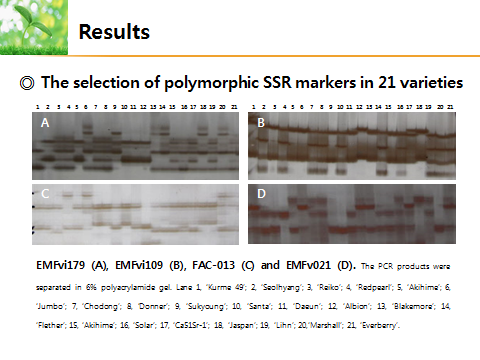 Results
◎ The selection of polymorphic SSR markers in 21 varieties
1 2 3 4 5 6 7 8 9 10 11 12 13 14 15 16 17 18 19 20 21
1 2 3 4 5 6 7 8 9 10 11 12 13 14 15 16 17 18 19 20 21
A
B
C
D
EMFvi179 (A), EMFvi109 (B), FAC-013 (C) and EMFv021 (D). The PCR products were
separated in 6% polyacrylamide gel. Lane 1, 'Kurme 49'; 2, 'Seolhyang'; 3, 'Reiko'; 4, 'Redpearl'; 5, 'Akihime'; 6,
'Jumbo'; 7, 'Chodong'; 8, 'Donner'; 9, 'Sukyoung'; 10, 'Santa'; 11, 'Daeun'; 12, 'Albion'; 13, 'Blakemore'; 14,
'Flether'; 15, 'Akihime'; 16, 'Solar'; 17, 'Ca51Sr-1'; 18, 'Jaspan'; 19, 'Lihn'; 20,'Marshall'; 21, 'Everberry'.